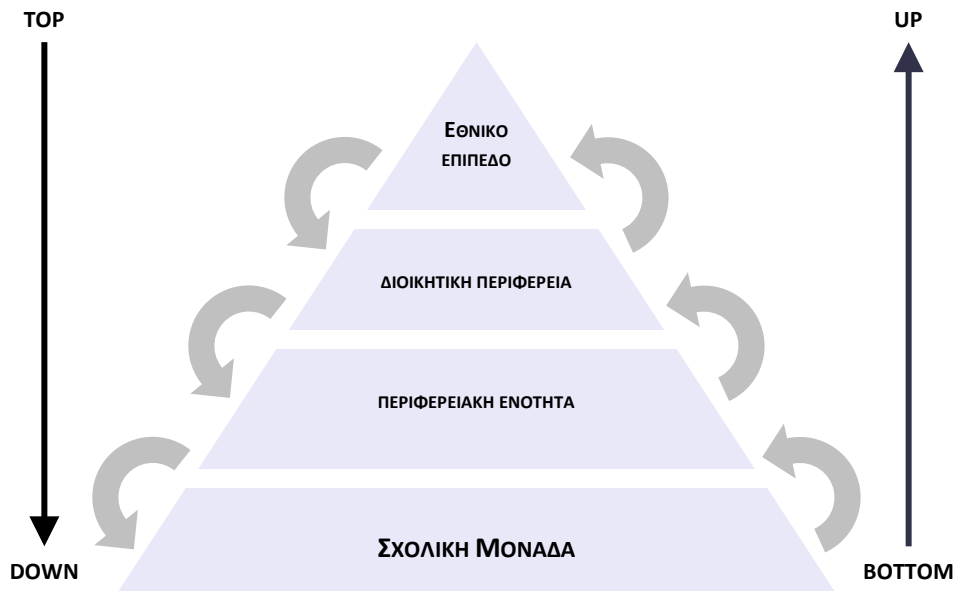 TOP
UP
ΕΘΝΙΚΟ
ΕΠΙΠΕΔΟ
ΔΙΟΙΚΗΤΙΚΗ ΠΕΡΙΦΕΡΕΙΑ
ΠΕΡΙΦΕΡΕΙΑΚΗ ΕΝΟΤΗΤΑ
ΣΧΟΛΙΚΗ ΜΟΝΑΔΑ
DOWN
BOTTOM